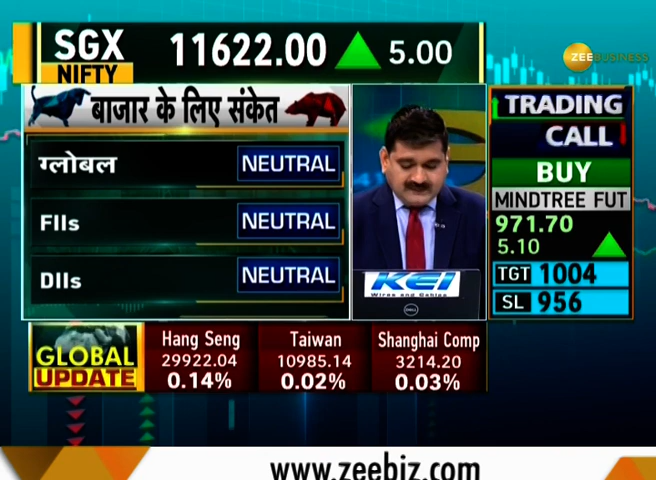 SGX
NIFTY
11622.00
5.00
ZEEBUSINESS
बाजार के लिए संकेत
ग्लोबल NEUTRAL
FIIs NEUTRAL
DIIs NEUTRAL
KEI
Wires and Cables
DELL
TRADING
CALL
BUY
MINDTREE FUT
971.70
5.10
TGT 1004
SL 956
GLOBAL
UPDATE
Hang Seng
29922.04
0.14%
Taiwan
10985.14
0.02%
Shanghai Comp
3214.20
0.03%
www.zeebiz.com